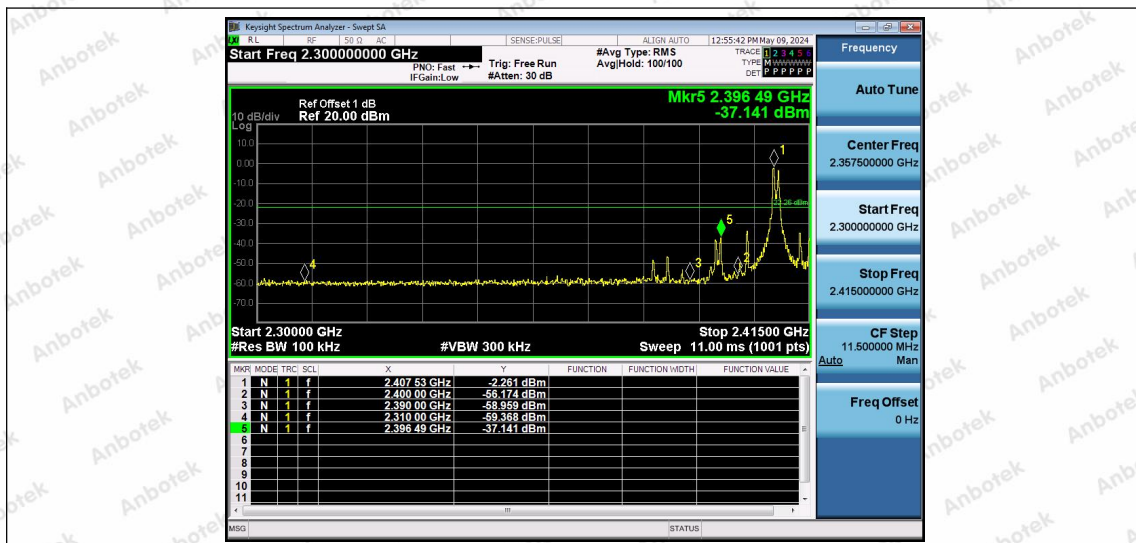 Keysight Spectrum Analyzer - Swept SA
RL RF 50 Ω AC SENSE:PULSE ALIGN AUTO 12:55:42 PM May 09, 2024
Start Freq 2.300000000 GHz
PNO: Fast
IFGain:Low
Trig: Free Run
#Atten: 30 dB
#Avg Type: RMS
Avg|Hold: 100/100
TRACE 1 2 3 4 5 6
TYPE M W W W W W
DET P P P P P P
Ref Offset 1 dB
10 dB/div Ref 20.00 dBm
Log
Mkr5 2.396 49 GHz
-37.141 dBm
10.0
0.00
-10.0
-20.0
-30.0
-40.0
-50.0
-60.0
-70.0
1
5
4
3
2
Start 2.30000 GHz Stop 2.41500 GHz
#Res BW 100 kHz #VBW 300 kHz Sweep 11.00 ms (1001 pts)
MKR MODE TRC SCL X Y FUNCTION FUNCTION WIDTH FUNCTION VALUE
1 N 1 f 2.407 53 GHz -2.261 dBm
2 N 1 f 2.400 00 GHz -56.174 dBm
3 N 1 f 2.390 00 GHz -58.959 dBm
4 N 1 f 2.310 00 GHz -59.368 dBm
5 N 1 f 2.396 49 GHz -37.141 dBm
6
7
8
9
10
11
MSG STATUS
Frequency
Auto Tune
Center Freq
2.357500000 GHz
Start Freq
2.300000000 GHz
Stop Freq
2.415000000 GHz
CF Step
11.500000 MHz
Auto Man
Freq Offset
0 Hz
Anbotek